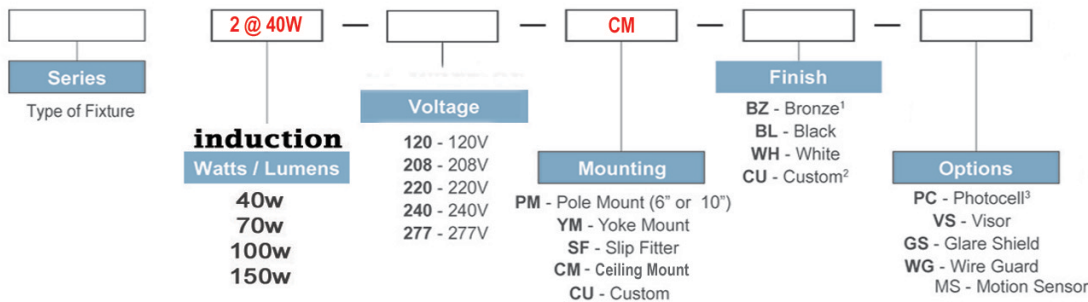 2 @ 40W
CM
Series
Type of Fixture
induction
Watts / Lumens
40w
70w
100w
150w
Voltage
120 - 120V
208 - 208V
220 - 220V
240 - 240V
277 - 277V
Mounting
PM - Pole Mount (6” or 10”)
YM - Yoke Mount
SF - Slip Fitter
CM - Ceiling Mount
CU - Custom
Finish
BZ - Bronze¹
BL - Black
WH - White
CU - Custom²
Options
PC - Photocell³
VS - Visor
GS - Glare Shield
WG - Wire Guard
MS - Motion Sensor